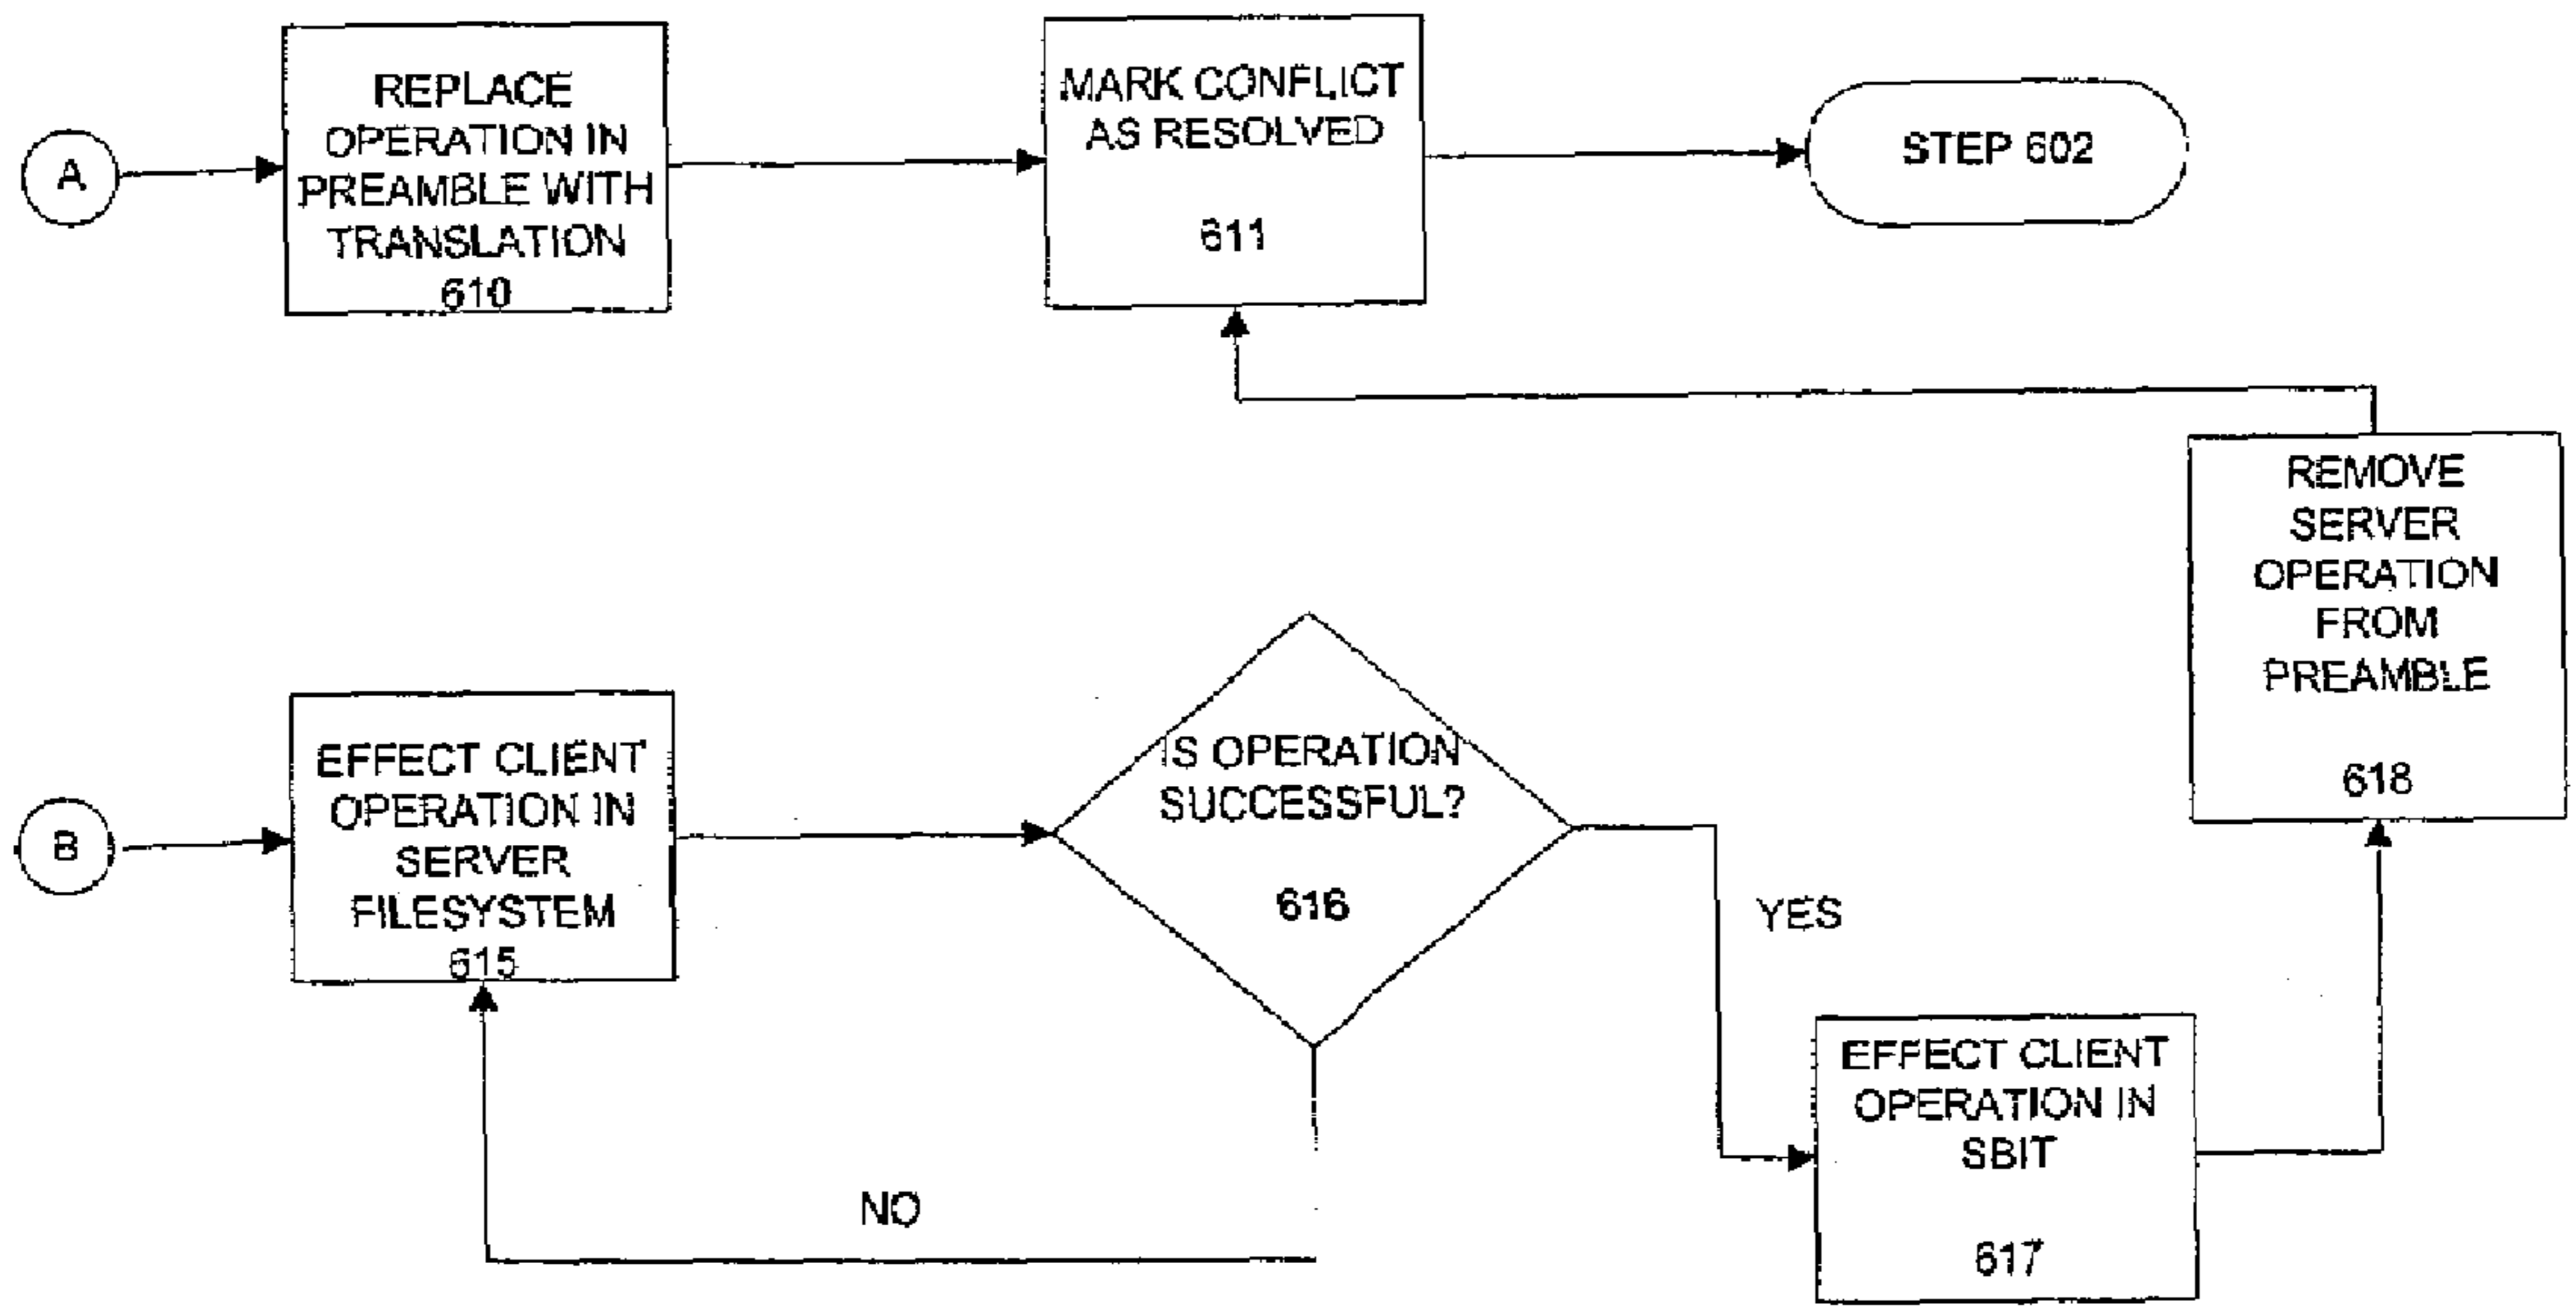 A
REPLACE
OPERATION IN
PREAMBLE WITH
TRANSLATION
610
MARK CONFLICT
AS RESOLVED
611
STEP 602
REMOVE
SERVER
OPERATION
FROM
PREAMBLE
618
B
EFFECT CLIENT
OPERATION IN
SERVER
FILESYSTEM
615
IS OPERATION
SUCCESSFUL?
616
YES
NO
EFFECT CLIENT
OPERATION IN
SBIT
617